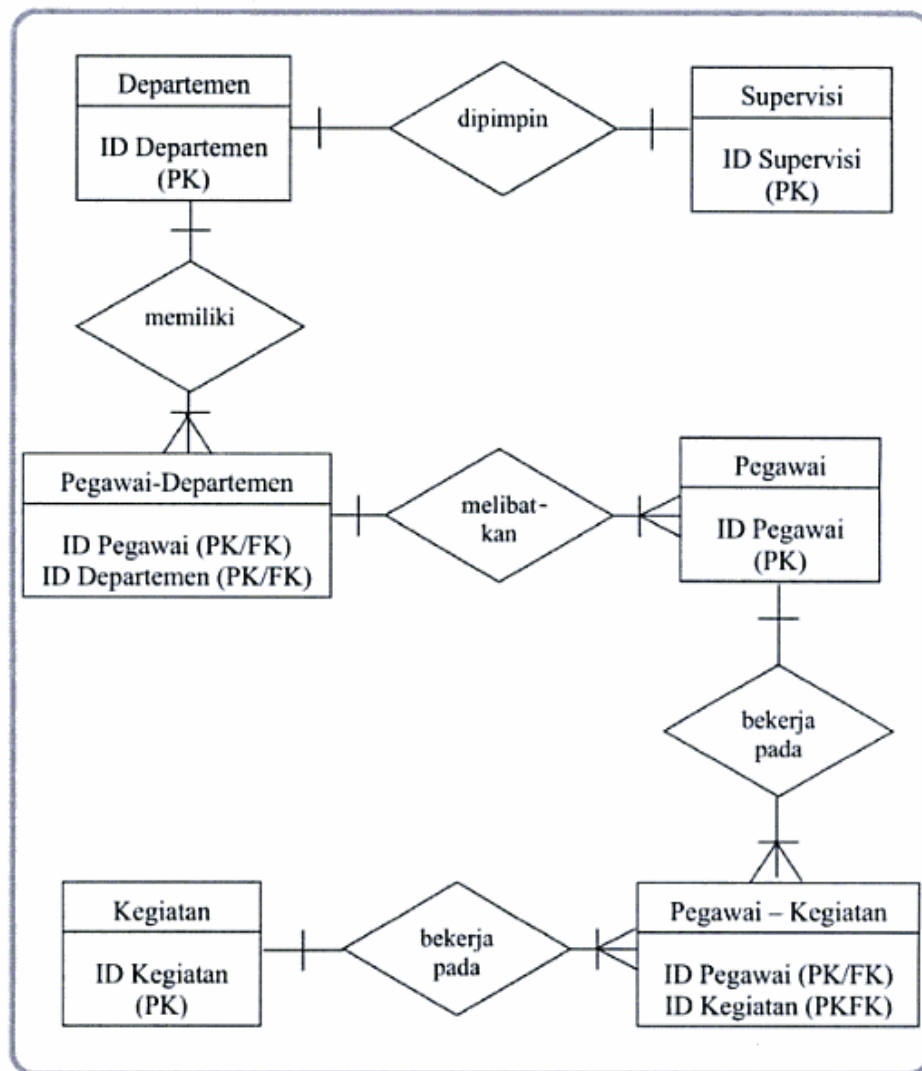 Departemen
ID Departemen
(PK)
dipimpin
Supervisi
ID Supervisi
(PK)
memiliki
Pegawai-Departemen
ID Pegawai (PK/FK)
ID Departemen (PK/FK)
melibat-
kan
Pegawai
ID Pegawai
(PK)
bekerja
pada
Kegiatan
ID Kegiatan
(PK)
bekerja
pada
Pegawai – Kegiatan
ID Pegawai (PK/FK)
ID Kegiatan (PKFK)